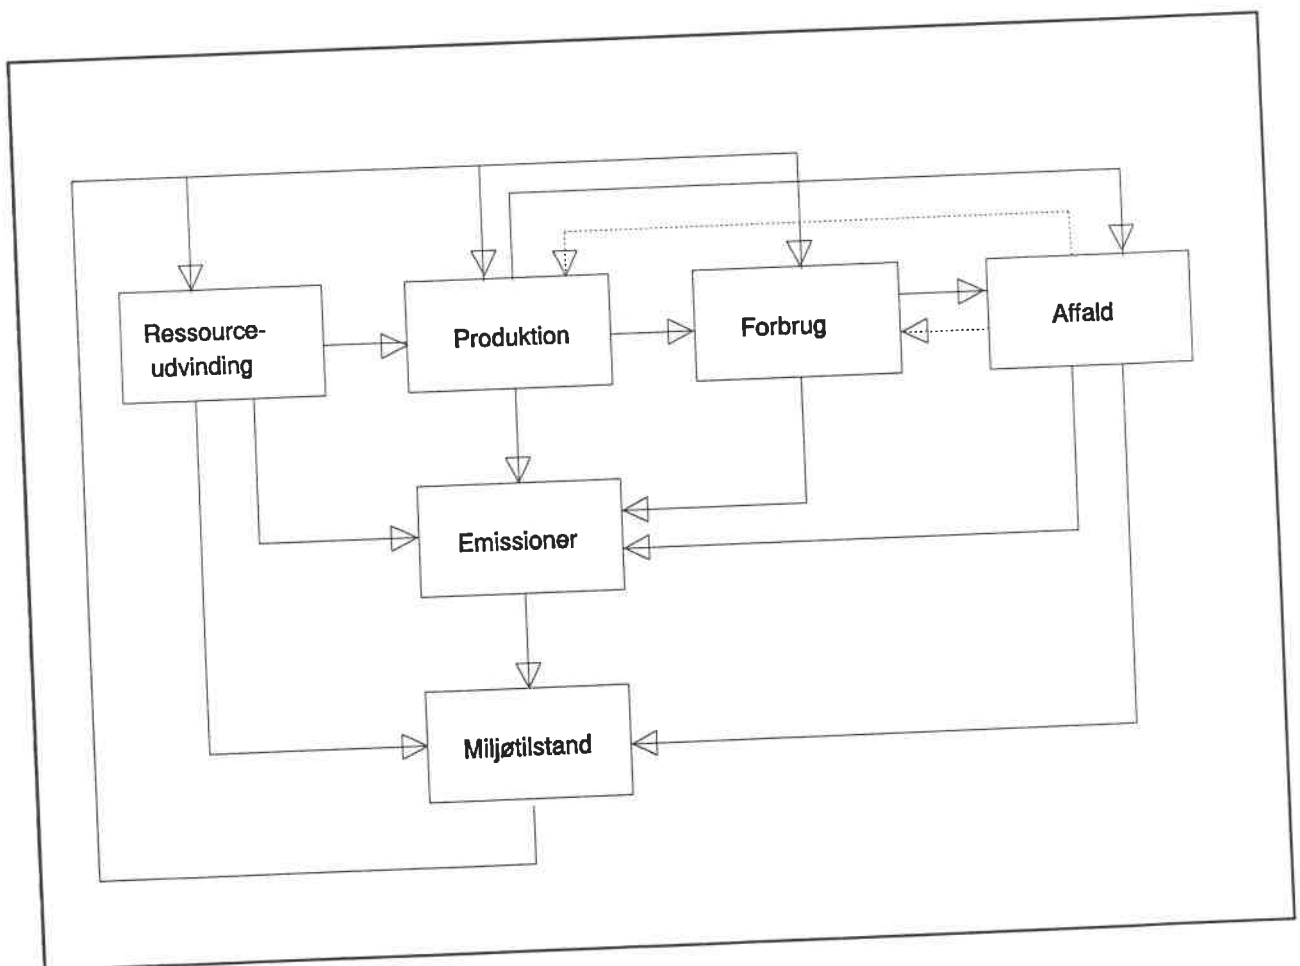 Ressource-
udvinding
Produktion
Forbrug
Affald
Emissioner
Miljøtilstand